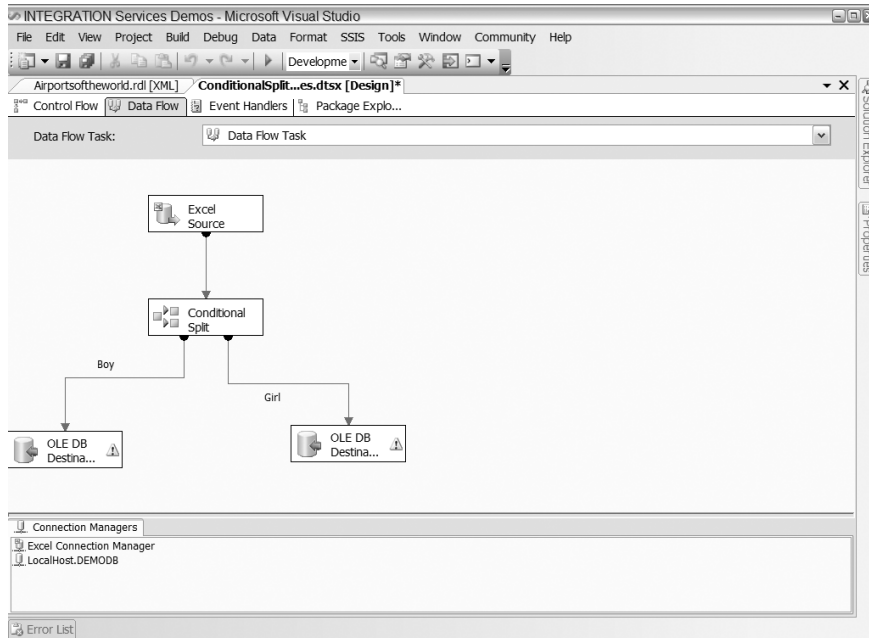 INTEGRATION Services Demos - Microsoft Visual Studio
File Edit View Project Build Debug Data Format SSIS Tools Window Community Help
Developme
Airportsoftheworld.rdl [XML] ConditionalSplit...es.dtsx [Design]*
Control Flow Data Flow Event Handlers Package Explo...
Data Flow Task: Data Flow Task
Excel
Source
Conditional
Split
Boy
Girl
OLE DB
Destina...
OLE DB
Destina...
Connection Managers
Excel Connection Manager
LocalHost.DEMODB
Error List
Solution Explorer
Properties